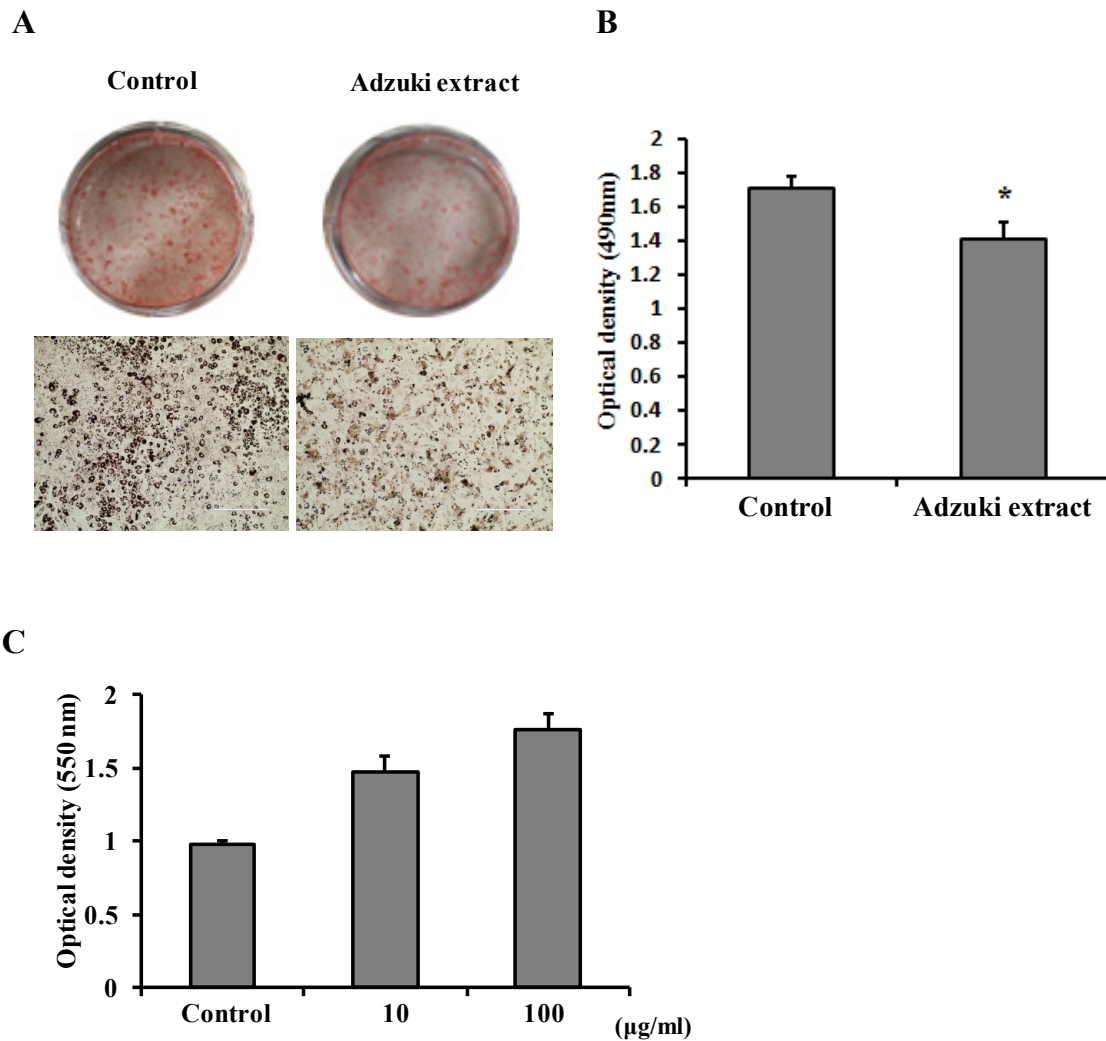 A
Control
Adzuki extract
B
Optical density (490nm)
2
1.8
1.6
1.4
1.2
1
0.8
0.6
0.4
0.2
0
*
Control
Adzuki extract
C
Optical density (550 nm)
2
1.5
1
0.5
0
Control
10
100
(µg/ml)